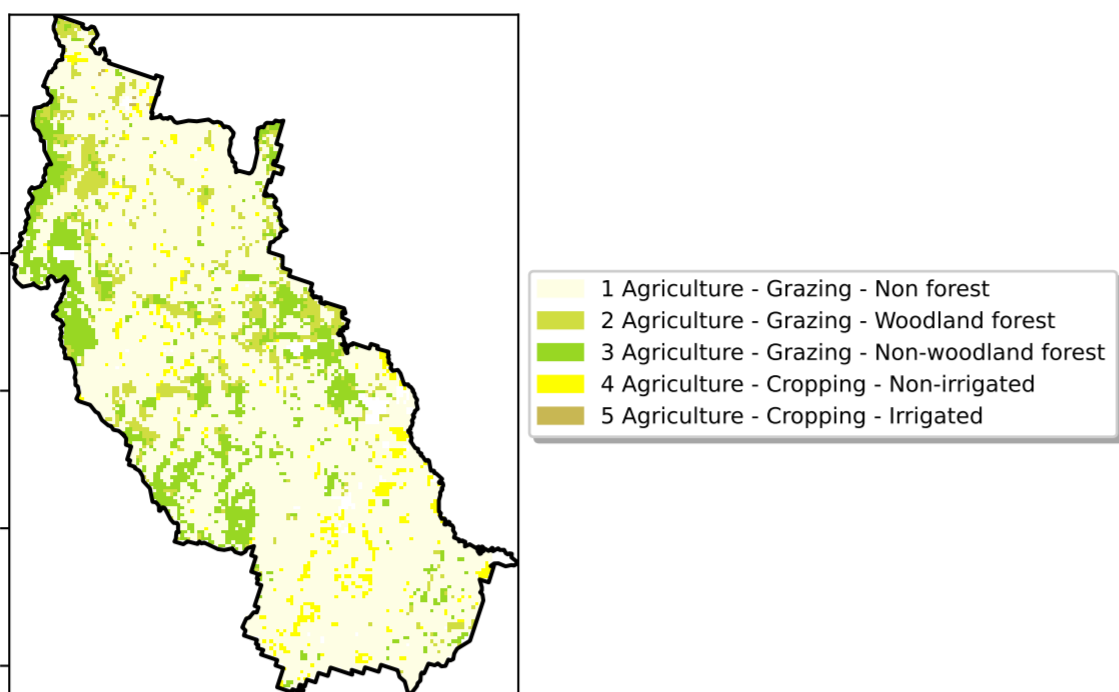 1 Agriculture - Grazing - Non forest
2 Agriculture - Grazing - Woodland forest
3 Agriculture - Grazing - Non-woodland forest
4 Agriculture - Cropping - Non-irrigated
5 Agriculture - Cropping - Irrigated